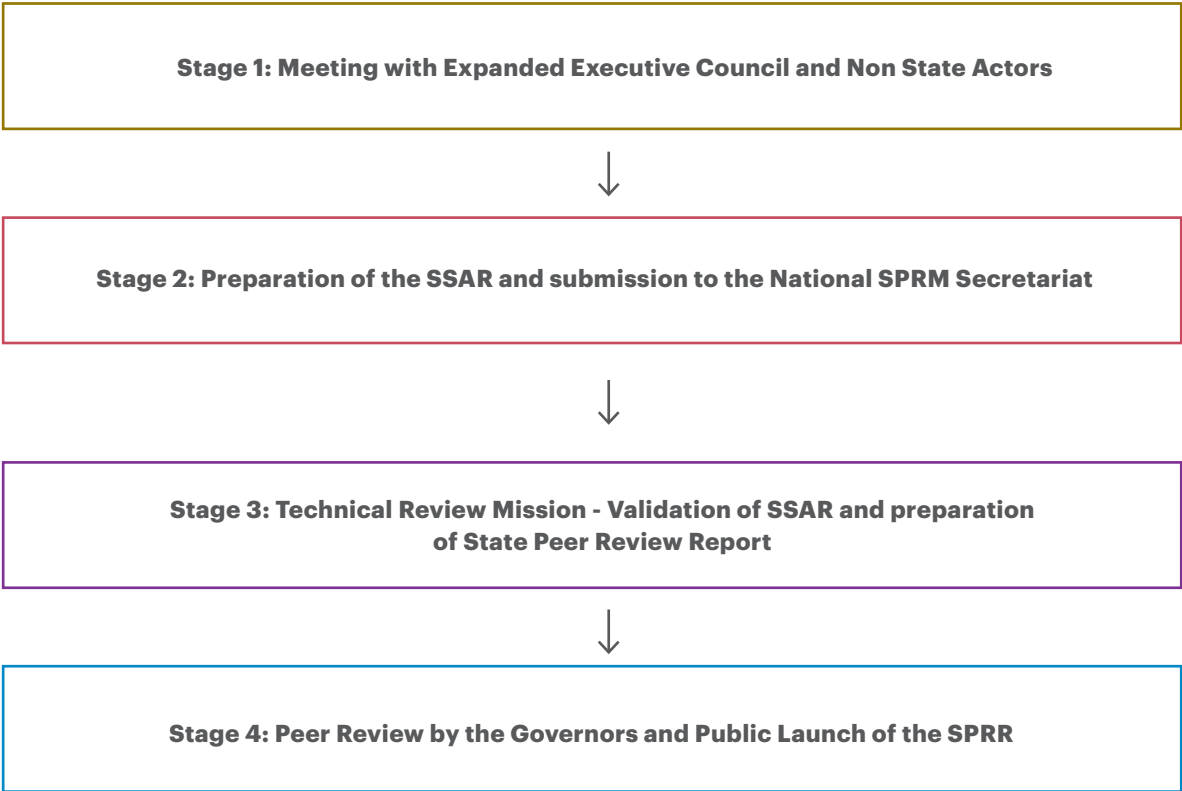 Stage 1: Meeting with Expanded Executive Council and Non State Actors
Stage 2: Preparation of the SSAR and submission to the National SPRM Secretariat
Stage 3: Technical Review Mission - Validation of SSAR and preparation
of State Peer Review Report
Stage 4: Peer Review by the Governors and Public Launch of the SPRR